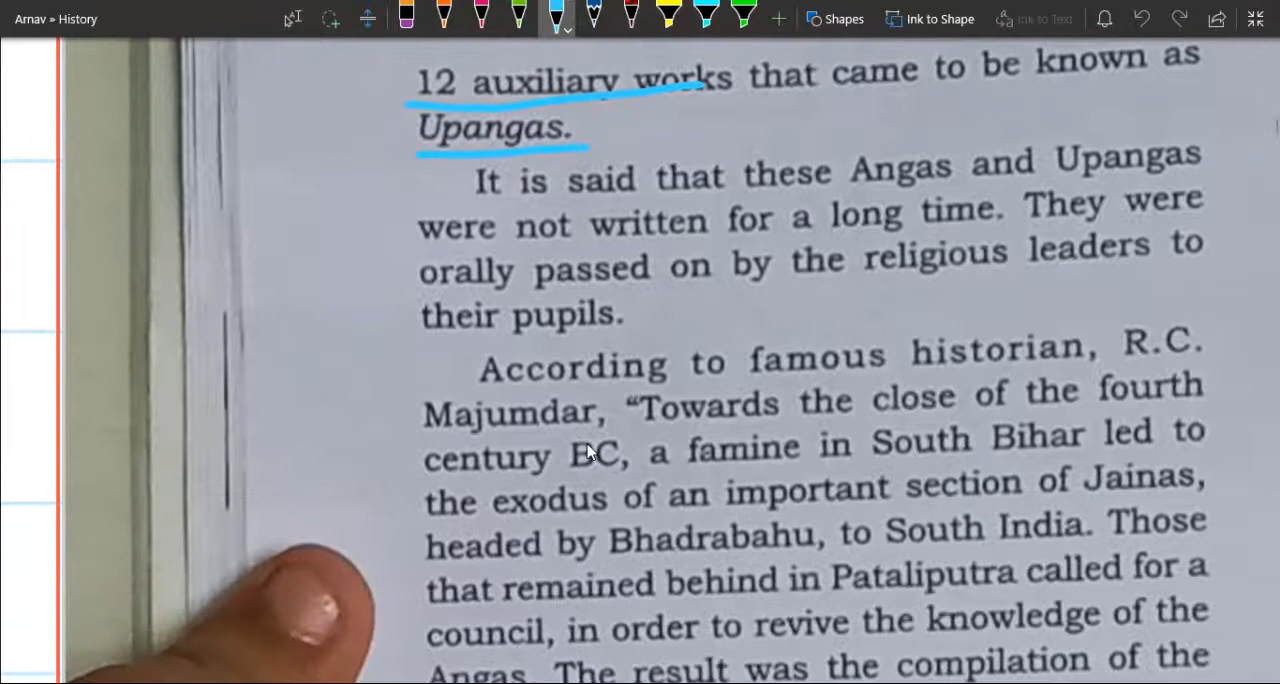 Arnav » History
Shapes
Ink to Shape
Ink to Text
12 auxiliary works that came to be known as
Upangas.
It is said that these Angas and Upangas
were not written for a long time. They were
orally passed on by the religious leaders to
their pupils.
According to famous historian, R.C.
Majumdar, “Towards the close of the fourth
century BC, a famine in South Bihar led to
the exodus of an important section of Jainas,
headed by Bhadrabahu, to South India. Those
that remained behind in Pataliputra called for a
council, in order to revive the knowledge of the
Angas. The result was the compilation of the